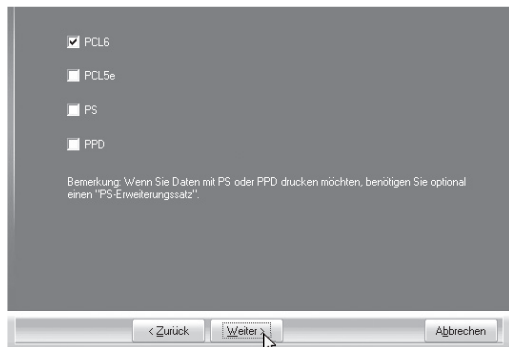 PCL6
PCL5e
PS
PPD
Bemerkung: Wenn Sie Daten mit PS oder PPD drucken möchten, benötigen Sie optional
einen "PS-Erweiterungssatz".
< Zurück Weiter > Abbrechen